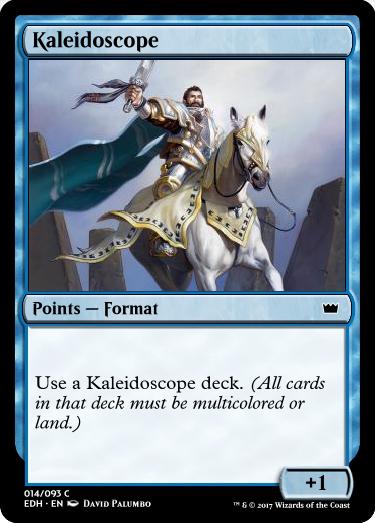 Kaleidoscope
Points — Format
Use a Kaleidoscope deck. (All cards
in that deck must be multicolored or
land.)
+1
014/093 C
EDH • EN David Palumbo
™ & © 2017 Wizards of the Coast